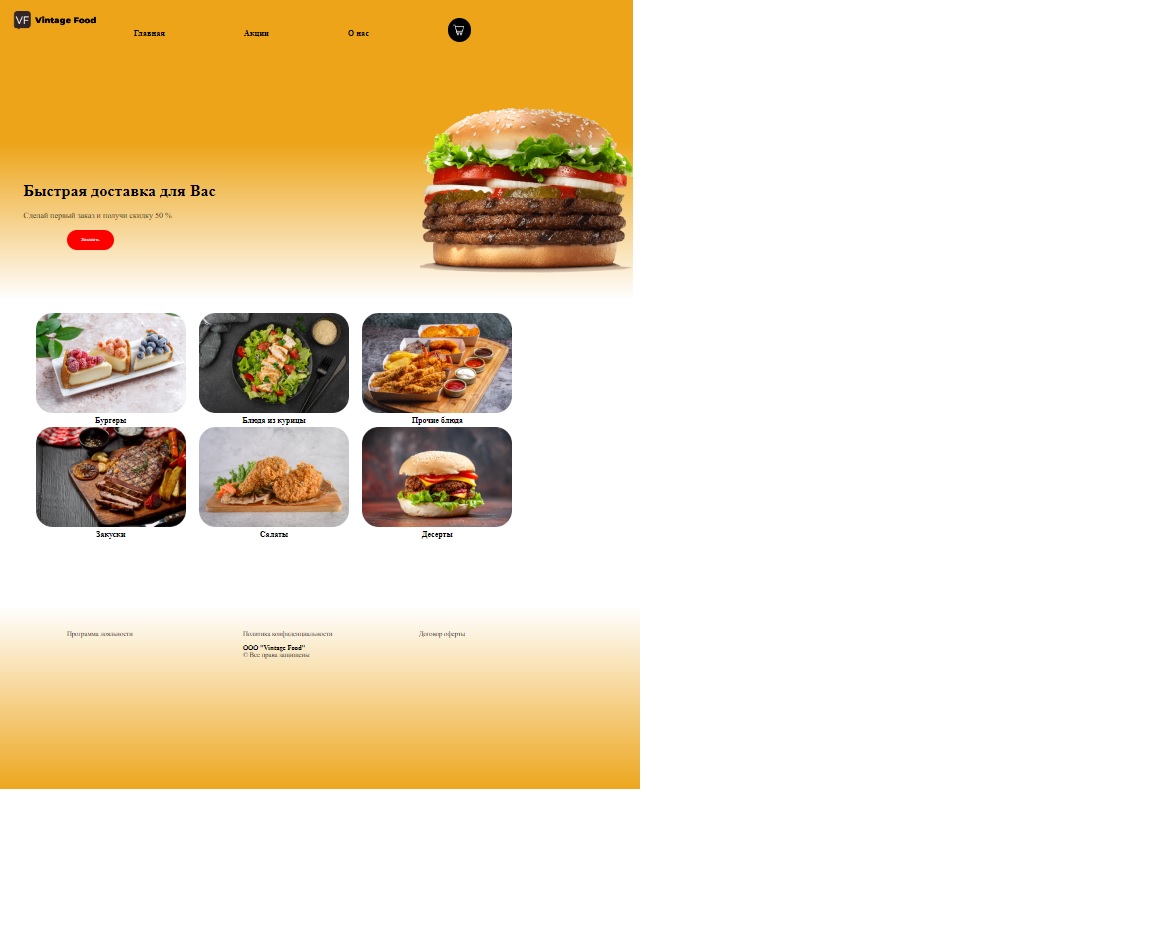 VF Vintage Food
Главная
Акции
О нас
Быстрая доставка для Вас
Сделай первый заказ и получи скидку 50 %
Бургеры
Блюда из курицы
Прочие блюда
Закуски
Салаты
Десерты
Программа лояльности
Политика конфиденциальности
Договор оферты
ООО "Vintage Food"
© Все права защищены